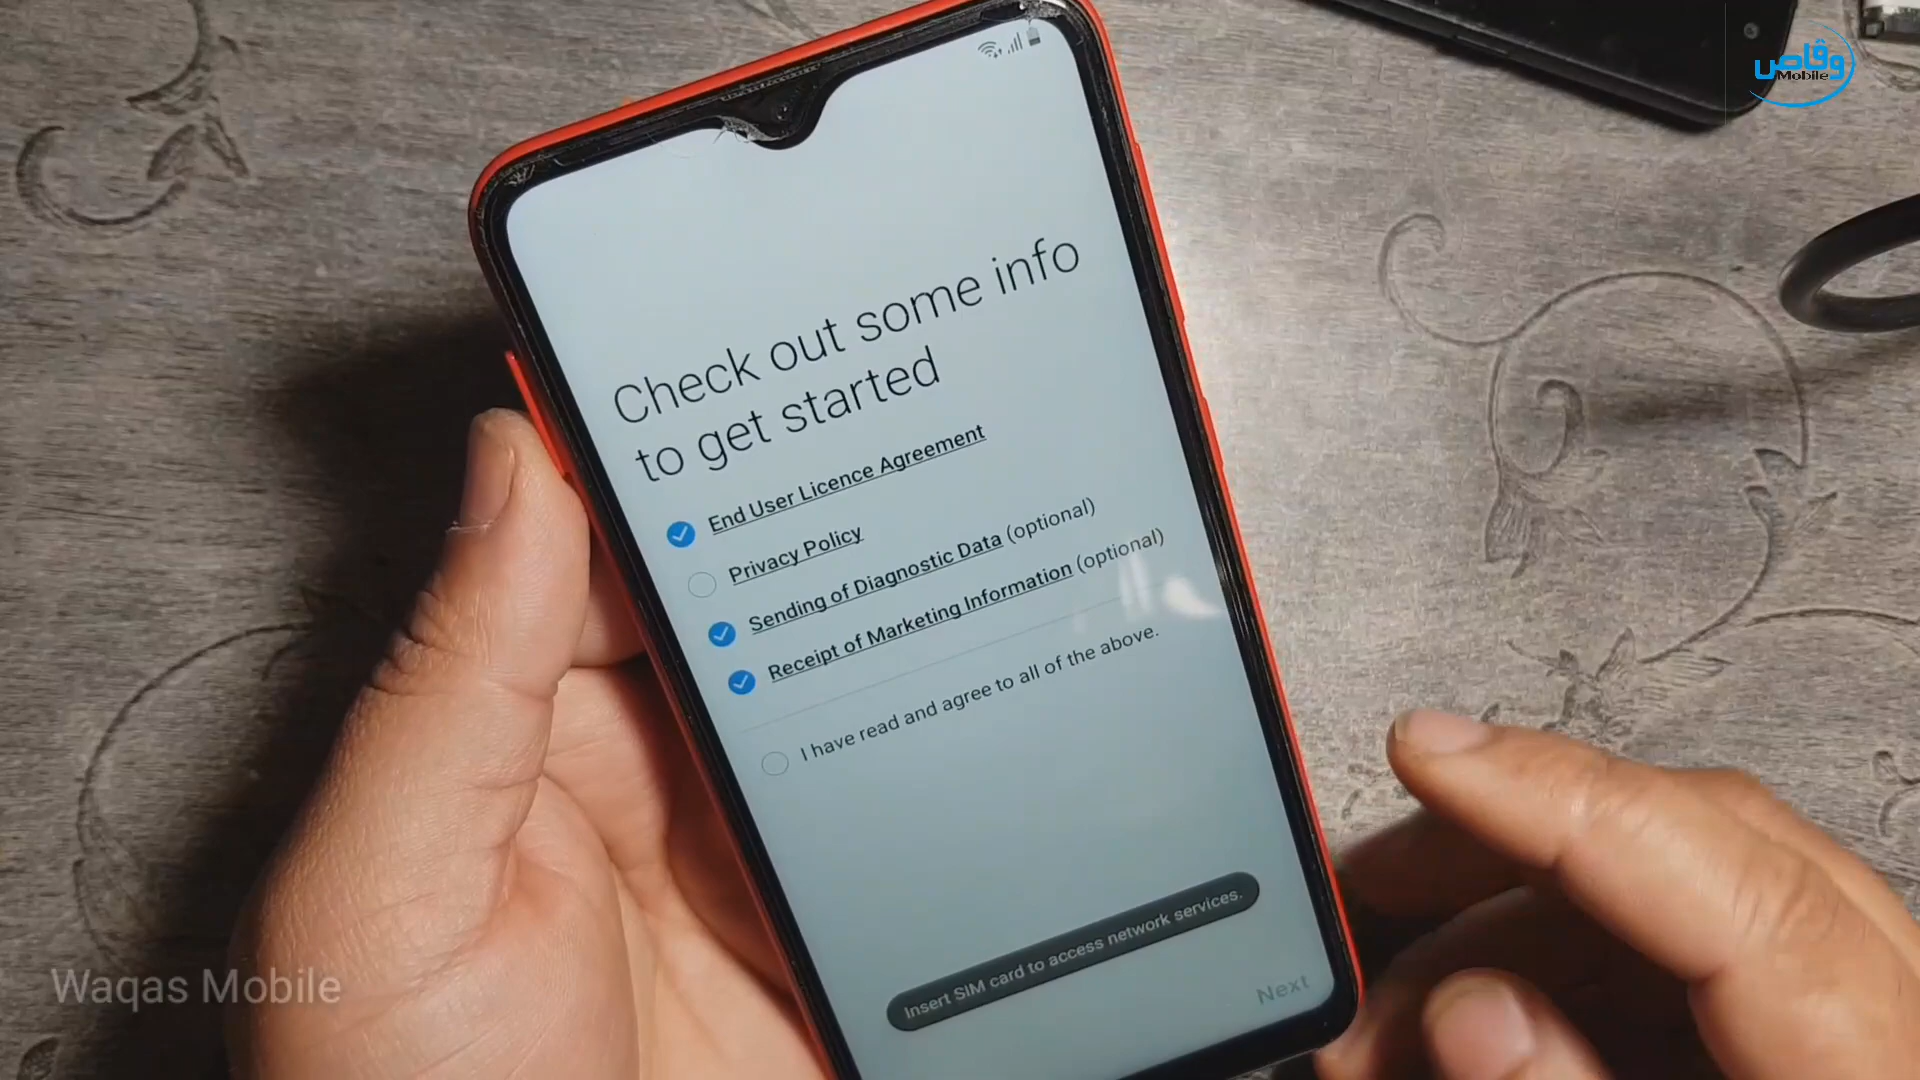 وقاص
Mobile
Check out some info
to get started
End User Licence Agreement
Privacy Policy
Sending of Diagnostic Data (optional)
Receipt of Marketing Information (optional)
I have read and agree to all of the above.
Insert SIM card to access network services.
Next
Waqas Mobile